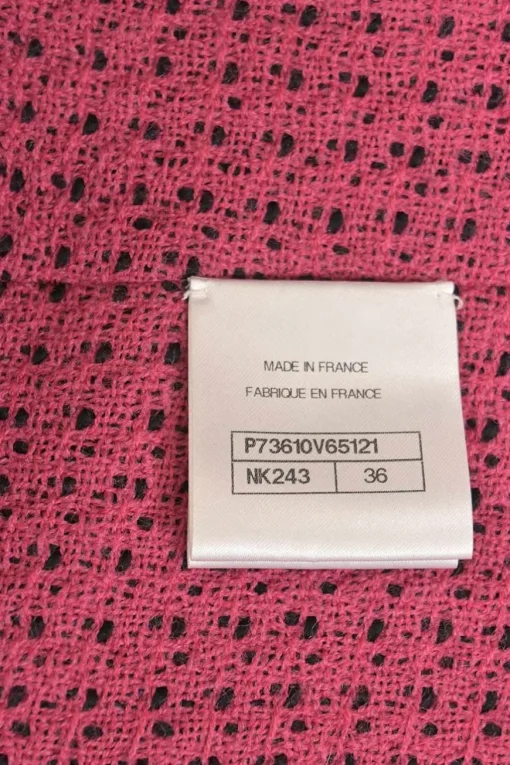 MADE IN FRANCE
FABRIQUE EN FRANCE
P73610V65121
NK243 36